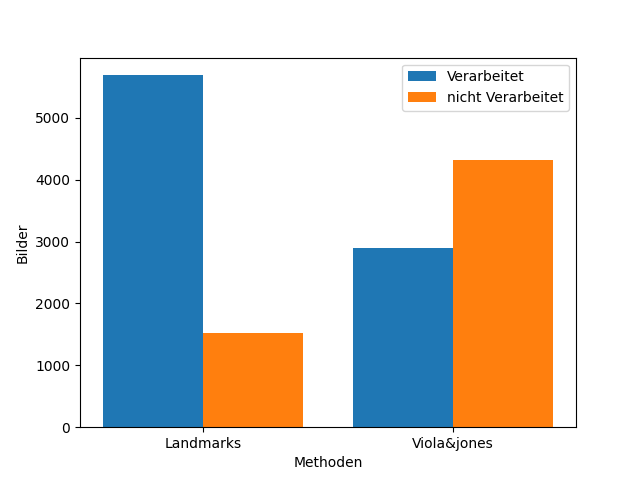 Verarbeitet
nicht Verarbeitet
5000
4000
3000
2000
1000
0
Bilder
Landmarks
Viola&jones
Methoden